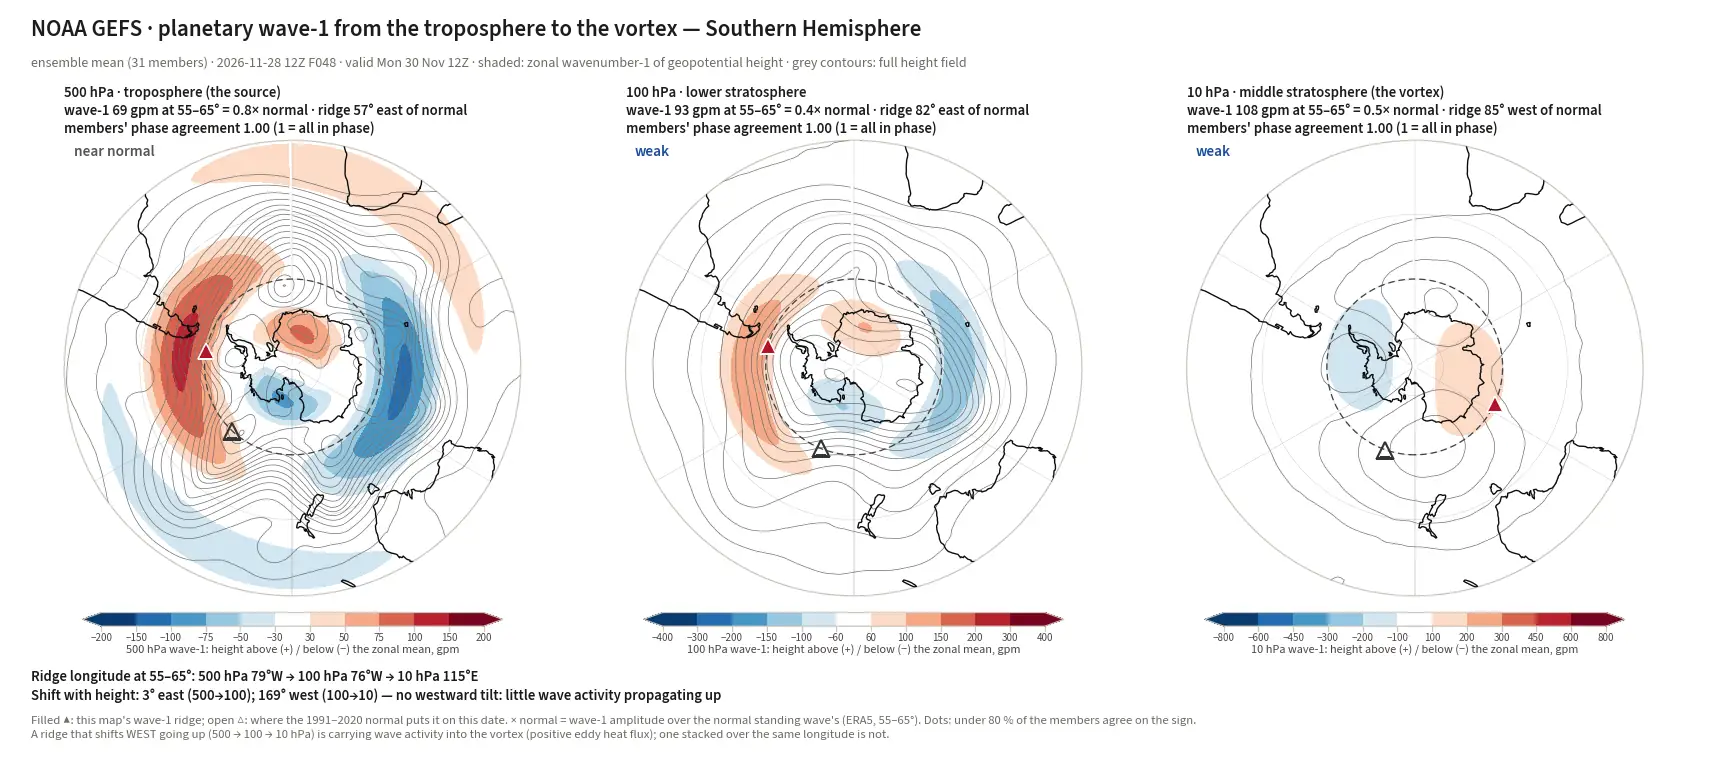 NOAA GEFS · planetary wave-1 from the troposphere to the vortex — Southern Hemisphere
ensemble mean (31 members) · 2026-11-28 12Z F048 · valid Mon 30 Nov 12Z · shaded: zonal wavenumber-1 of geopotential height · grey contours: full height field
500 hPa · troposphere (the source)
wave-1 69 gpm at 55–65° = 0.8× normal · ridge 57° east of normal
members' phase agreement 1.00 (1 = all in phase)
near normal
100 hPa · lower stratosphere
wave-1 93 gpm at 55–65° = 0.4× normal · ridge 82° east of normal
members' phase agreement 1.00 (1 = all in phase)
weak
10 hPa · middle stratosphere (the vortex)
wave-1 108 gpm at 55–65° = 0.5× normal · ridge 85° west of normal
members' phase agreement 1.00 (1 = all in phase)
weak
−200 −150 −100 −75 −50 −30 30 50 75 100 150 200
500 hPa wave-1: height above (+) / below (−) the zonal mean, gpm
−400 −300 −200 −150 −100 −60 60 100 150 200 300 400
100 hPa wave-1: height above (+) / below (−) the zonal mean, gpm
−800 −600 −450 −300 −200 −100 100 200 300 450 600 800
10 hPa wave-1: height above (+) / below (−) the zonal mean, gpm
Ridge longitude at 55–65°: 500 hPa 79°W → 100 hPa 76°W → 10 hPa 115°E
Shift with height: 3° east (500→100); 169° west (100→10) — no westward tilt: little wave activity propagating up
Filled ▲: this map's wave-1 ridge; open △: where the 1991–2020 normal puts it on this date. × normal = wave-1 amplitude over the normal standing wave's (ERA5, 55–65°). Dots: under 80 % of the members agree on the sign.
A ridge that shifts WEST going up (500 → 100 → 10 hPa) is carrying wave activity into the vortex (positive eddy heat flux); one stacked over the same longitude is not.